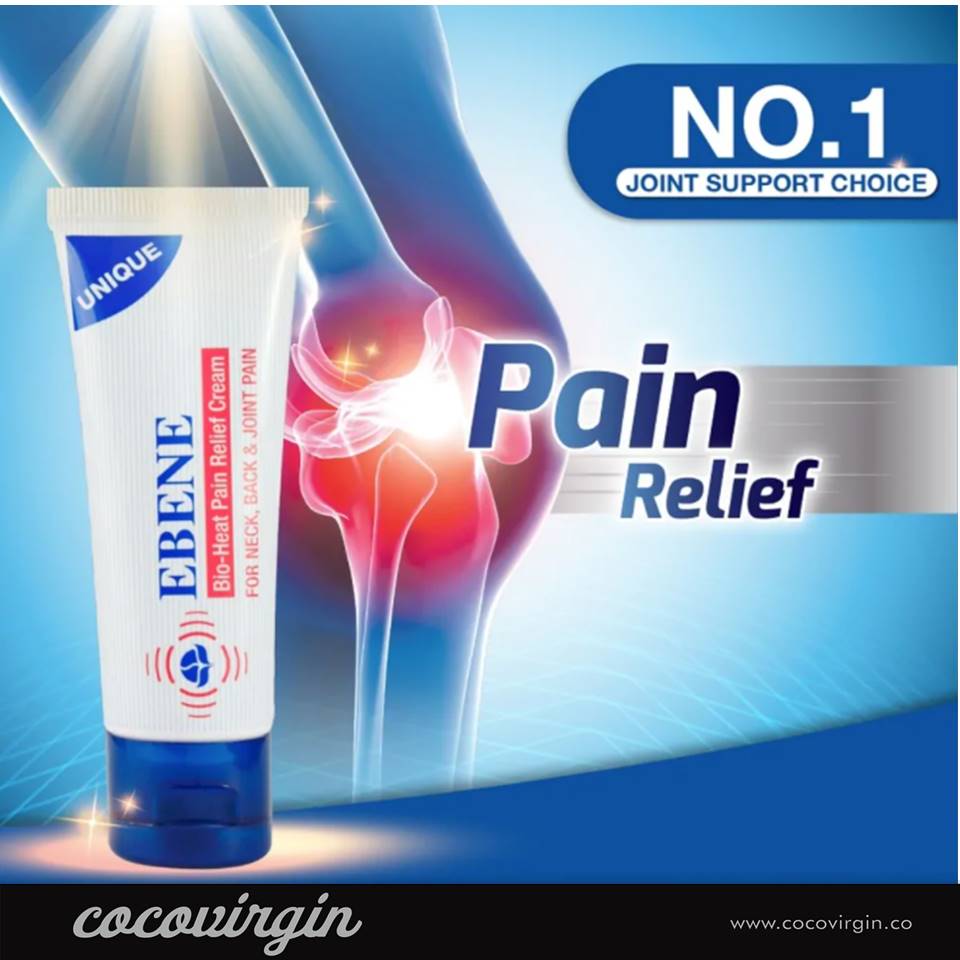 NO.1
JOINT SUPPORT CHOICE
UNIQUE
EBENE
Bio-Heat Pain Relief Cream
FOR NECK, BACK & JOINT PAIN
Pain
Relief
cocovirgin
www.cocovirgin.co